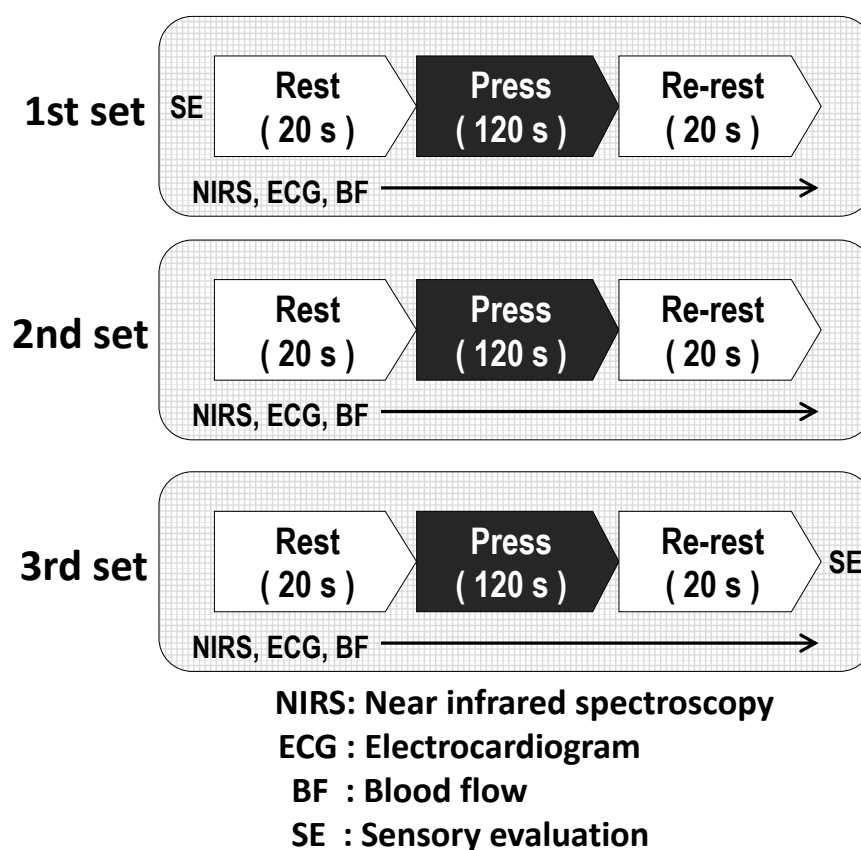 1st set
SE
Rest
( 20 s )
Press
( 120 s )
Re-rest
( 20 s )
NIRS, ECG, BF
2nd set
Rest
( 20 s )
Press
( 120 s )
Re-rest
( 20 s )
NIRS, ECG, BF
3rd set
Rest
( 20 s )
Press
( 120 s )
Re-rest
( 20 s )
SE
NIRS, ECG, BF
NIRS: Near infrared spectroscopy
ECG : Electrocardiogram
BF : Blood flow
SE : Sensory evaluation